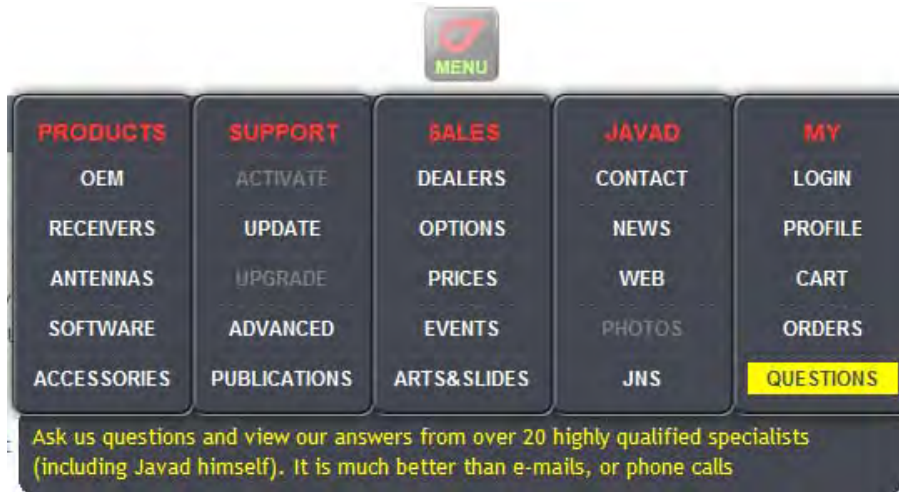 MENU
PRODUCTS SUPPORT SALES JAVAD MY
OEM ACTIVATE DEALERS CONTACT LOGIN
RECEIVERS UPDATE OPTIONS NEWS PROFILE
ANTENNAS UPGRADE PRICES WEB CART
SOFTWARE ADVANCED EVENTS PHOTOS ORDERS
ACCESSORIES PUBLICATIONS ARTS&SLIDES JNS QUESTIONS
Ask us questions and view our answers from over 20 highly qualified specialists
(including Javad himself). It is much better than e-mails, or phone calls